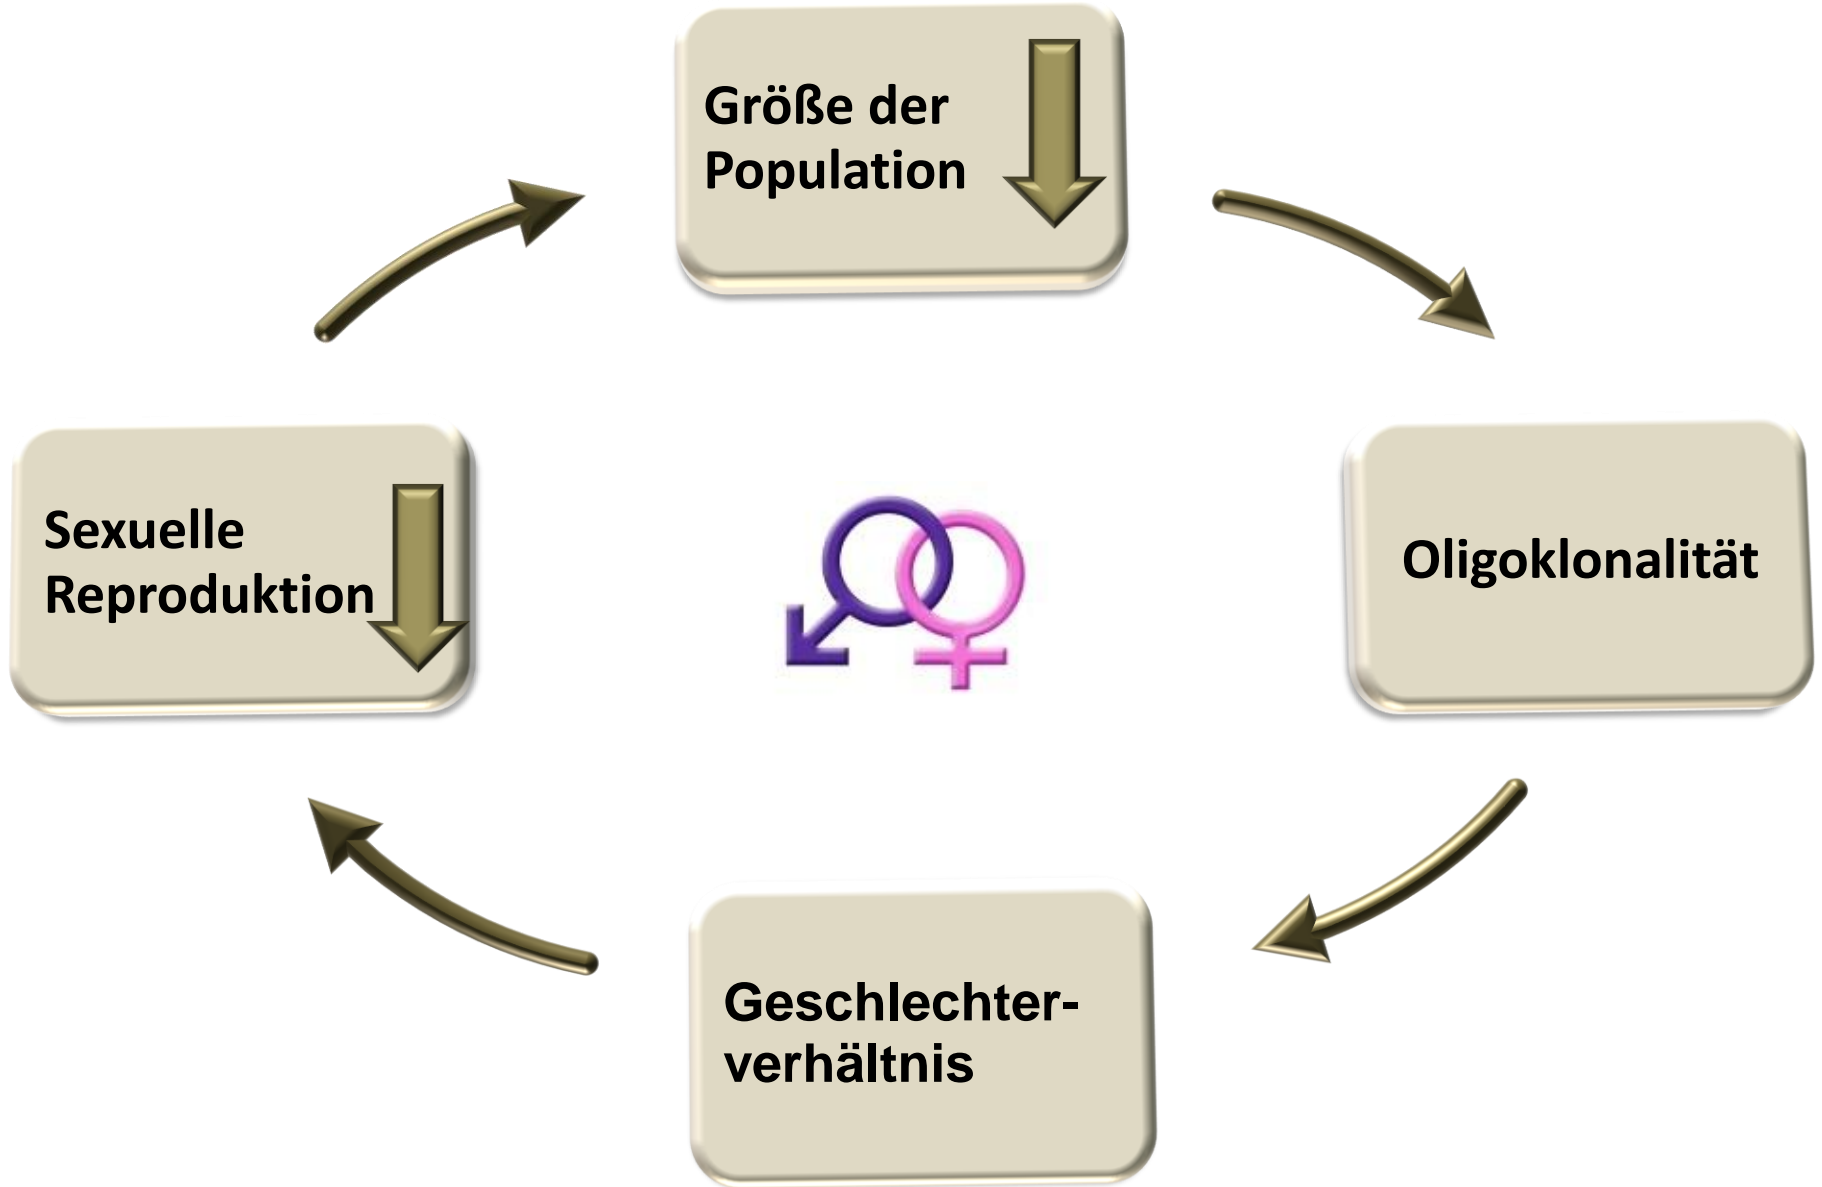 Größe der
Population
Sexuelle
Reproduktion
Oligoklonalität
Geschlechter-
verhältnis